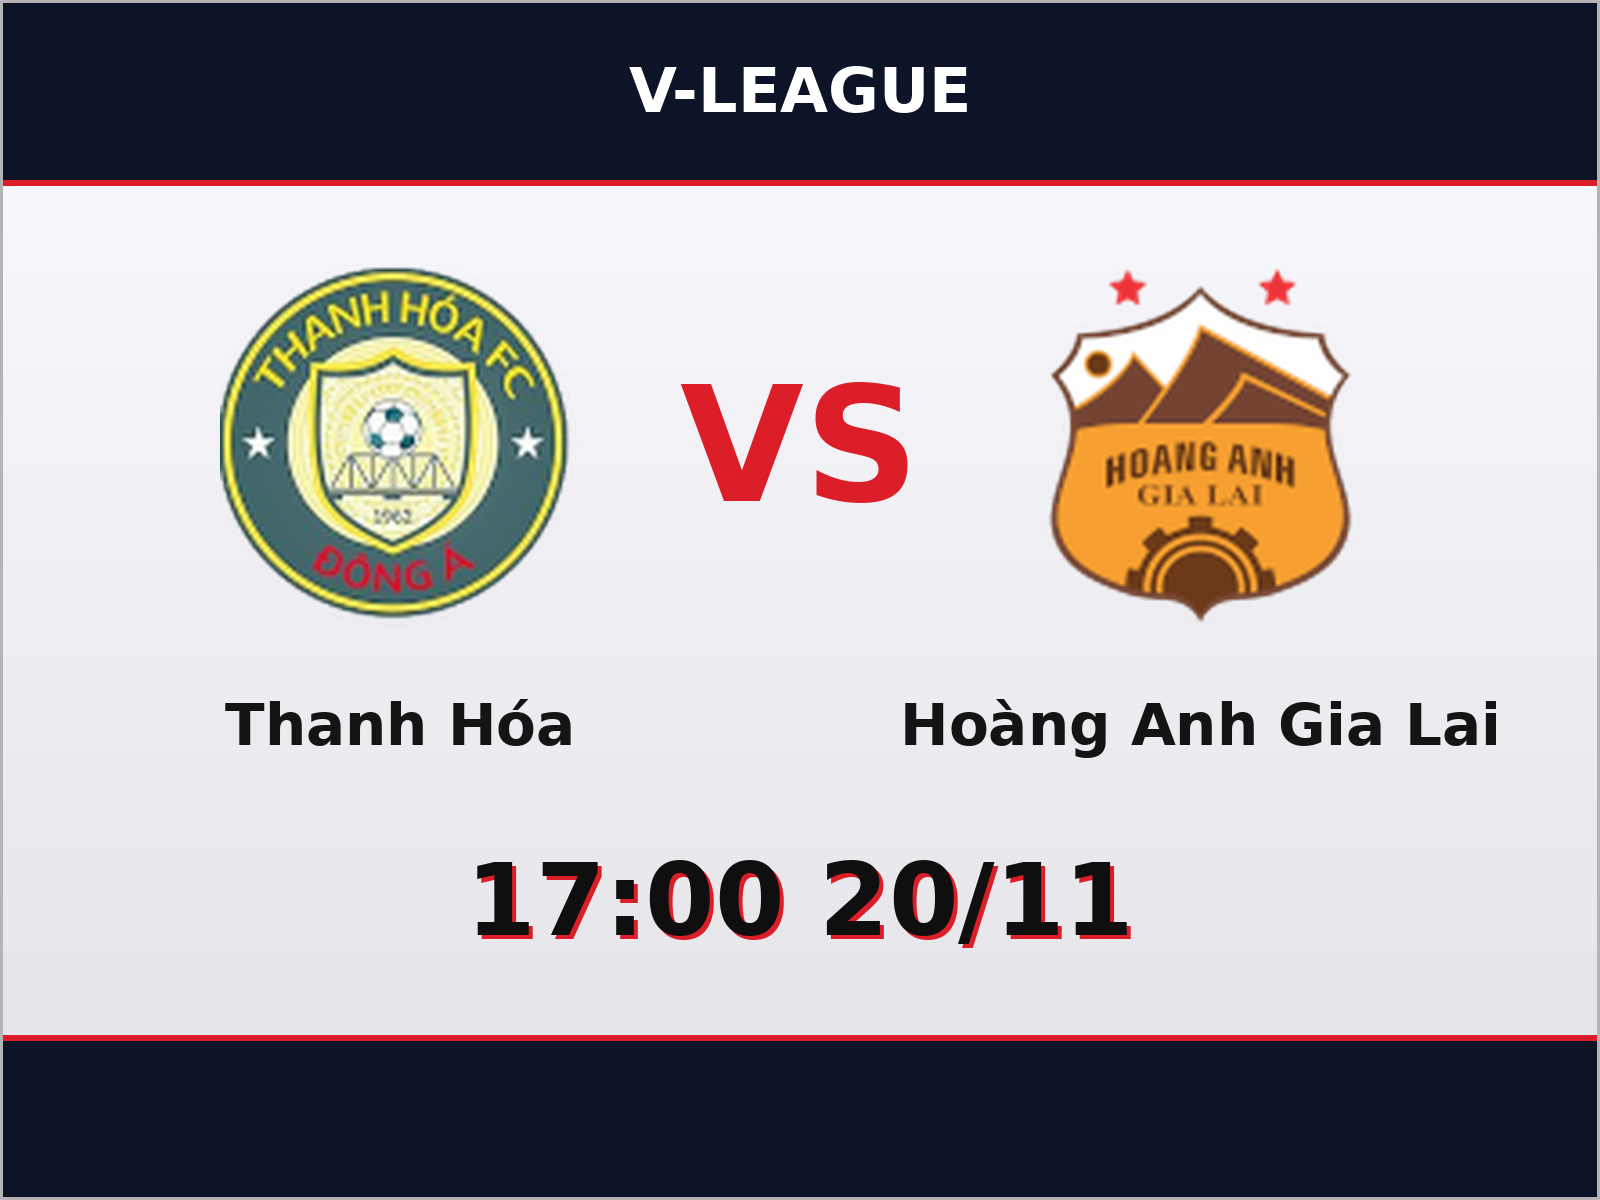 V-LEAGUE
THANH HÓA FC
1962
ĐÔNG Á
VS
HOANG ANH
GIA LAI
Thanh Hóa
Hoàng Anh Gia Lai
17:00 20/11